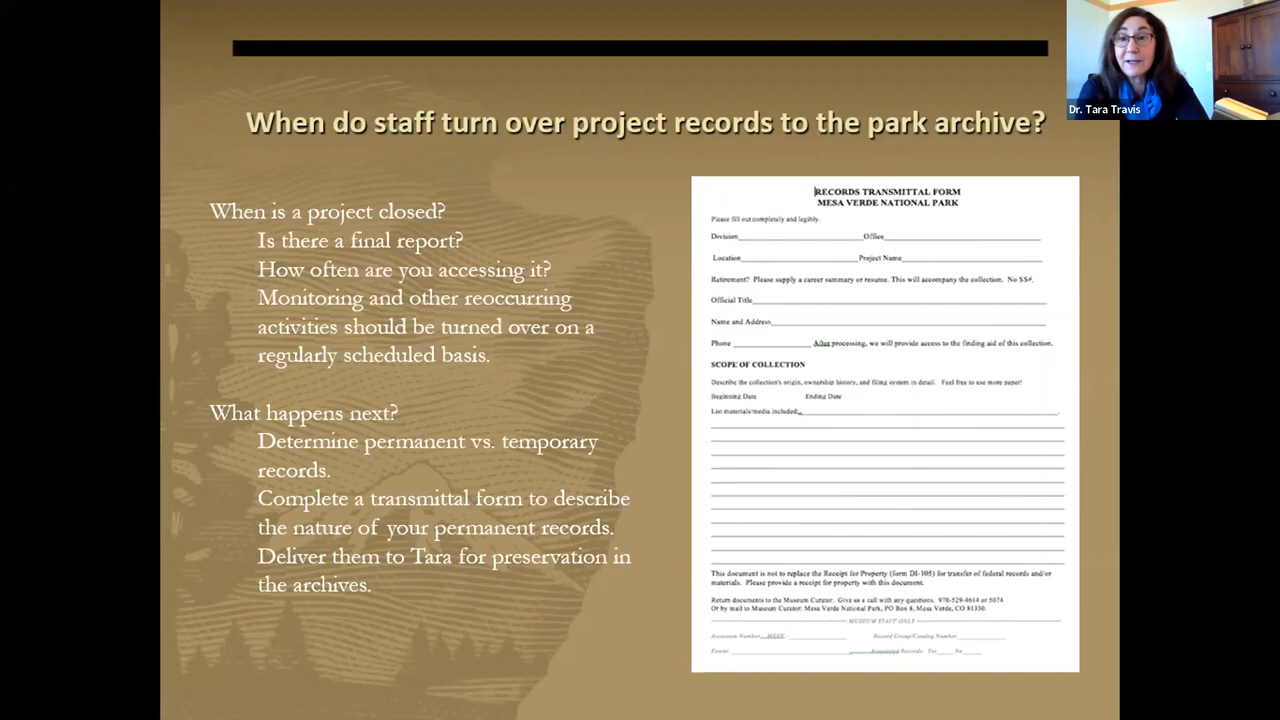 Dr. Tara Travis
When do staff turn over project records to the park archive?
When is a project closed?
Is there a final report?
How often are you accessing it?
Monitoring and other reoccurring
activities should be turned over on a
regularly scheduled basis.
What happens next?
Determine permanent vs. temporary
records.
Complete a transmittal form to describe
the nature of your permanent records.
Deliver them to Tara for preservation in
the archives.
RECORDS TRANSMITTAL FORM
MESA VERDE NATIONAL PARK
Please fill out completely and legibly.
Division Office
Location Project Name
Retirement? Please supply a career summary or resume. This will accompany the collection. No SS#.
Official Title
Name and Address
Phone After processing, we will provide access to the finding aid of this collection.
SCOPE OF COLLECTION
Describe the collection's origin, ownership history, and filing system in detail. Feel free to use more paper!
Beginning Date Ending Date
List materials/media included:
This document is not to replace the Receipt for Property (form DI-105) for transfer of federal records and/or
materials. Please provide a receipt for property with this document.
Return documents to the Museum Curator. Give us a call with any questions. 970-529-4614 or 5074
Or by mail to Museum Curator: Mesa Verde National Park, PO Box 8, Mesa Verde, CO 81330.
MUSEUM STAFF ONLY
Accession Number MEVE - Record Group/Catalog Number
Extent: Associated Records: Yes No